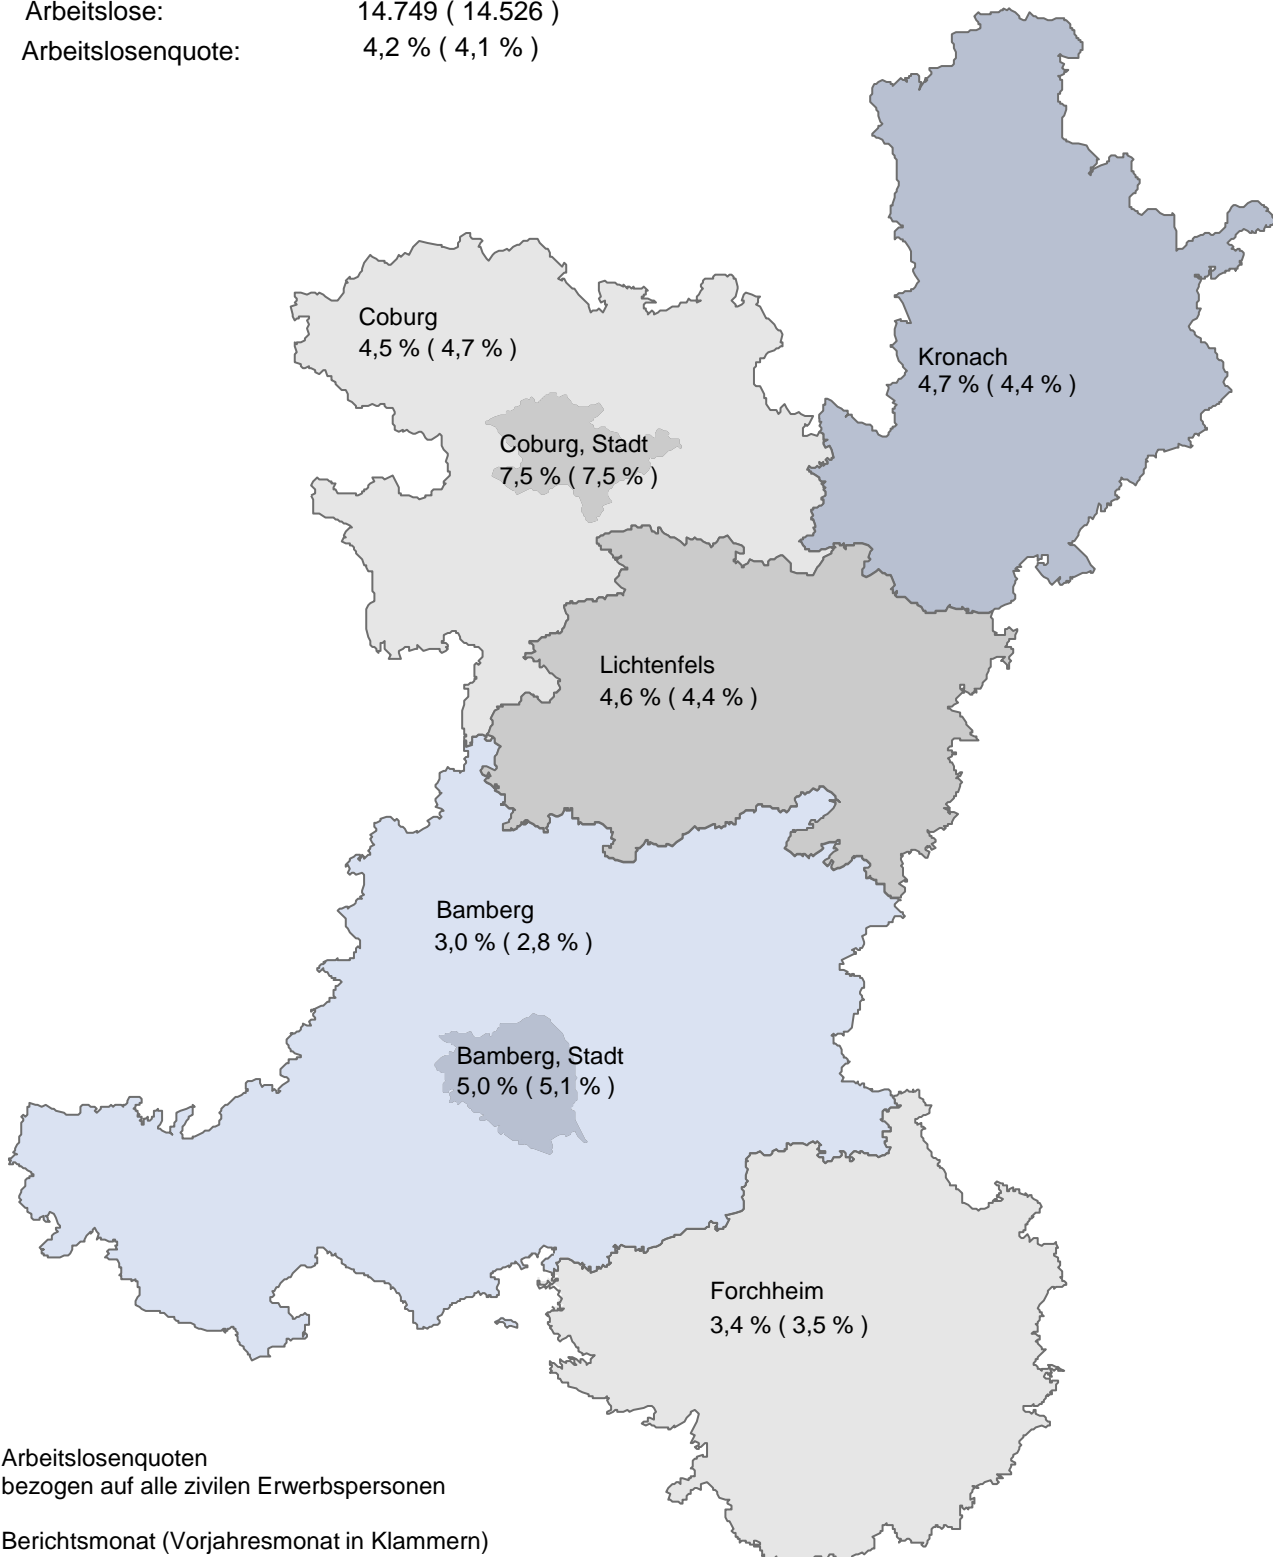 Arbeitslose: 14.749 ( 14.526 )
Arbeitslosenquote: 4,2 % ( 4,1 % )
Coburg
4,5 % ( 4,7 % )
Kronach
4,7 % ( 4,4 % )
Coburg, Stadt
7,5 % ( 7,5 % )
Lichtenfels
4,6 % ( 4,4 % )
Bamberg
3,0 % ( 2,8 % )
Bamberg, Stadt
5,0 % ( 5,1 % )
Forchheim
3,4 % ( 3,5 % )
Arbeitslosenquoten
bezogen auf alle zivilen Erwerbspersonen
Berichtsmonat (Vorjahresmonat in Klammern)